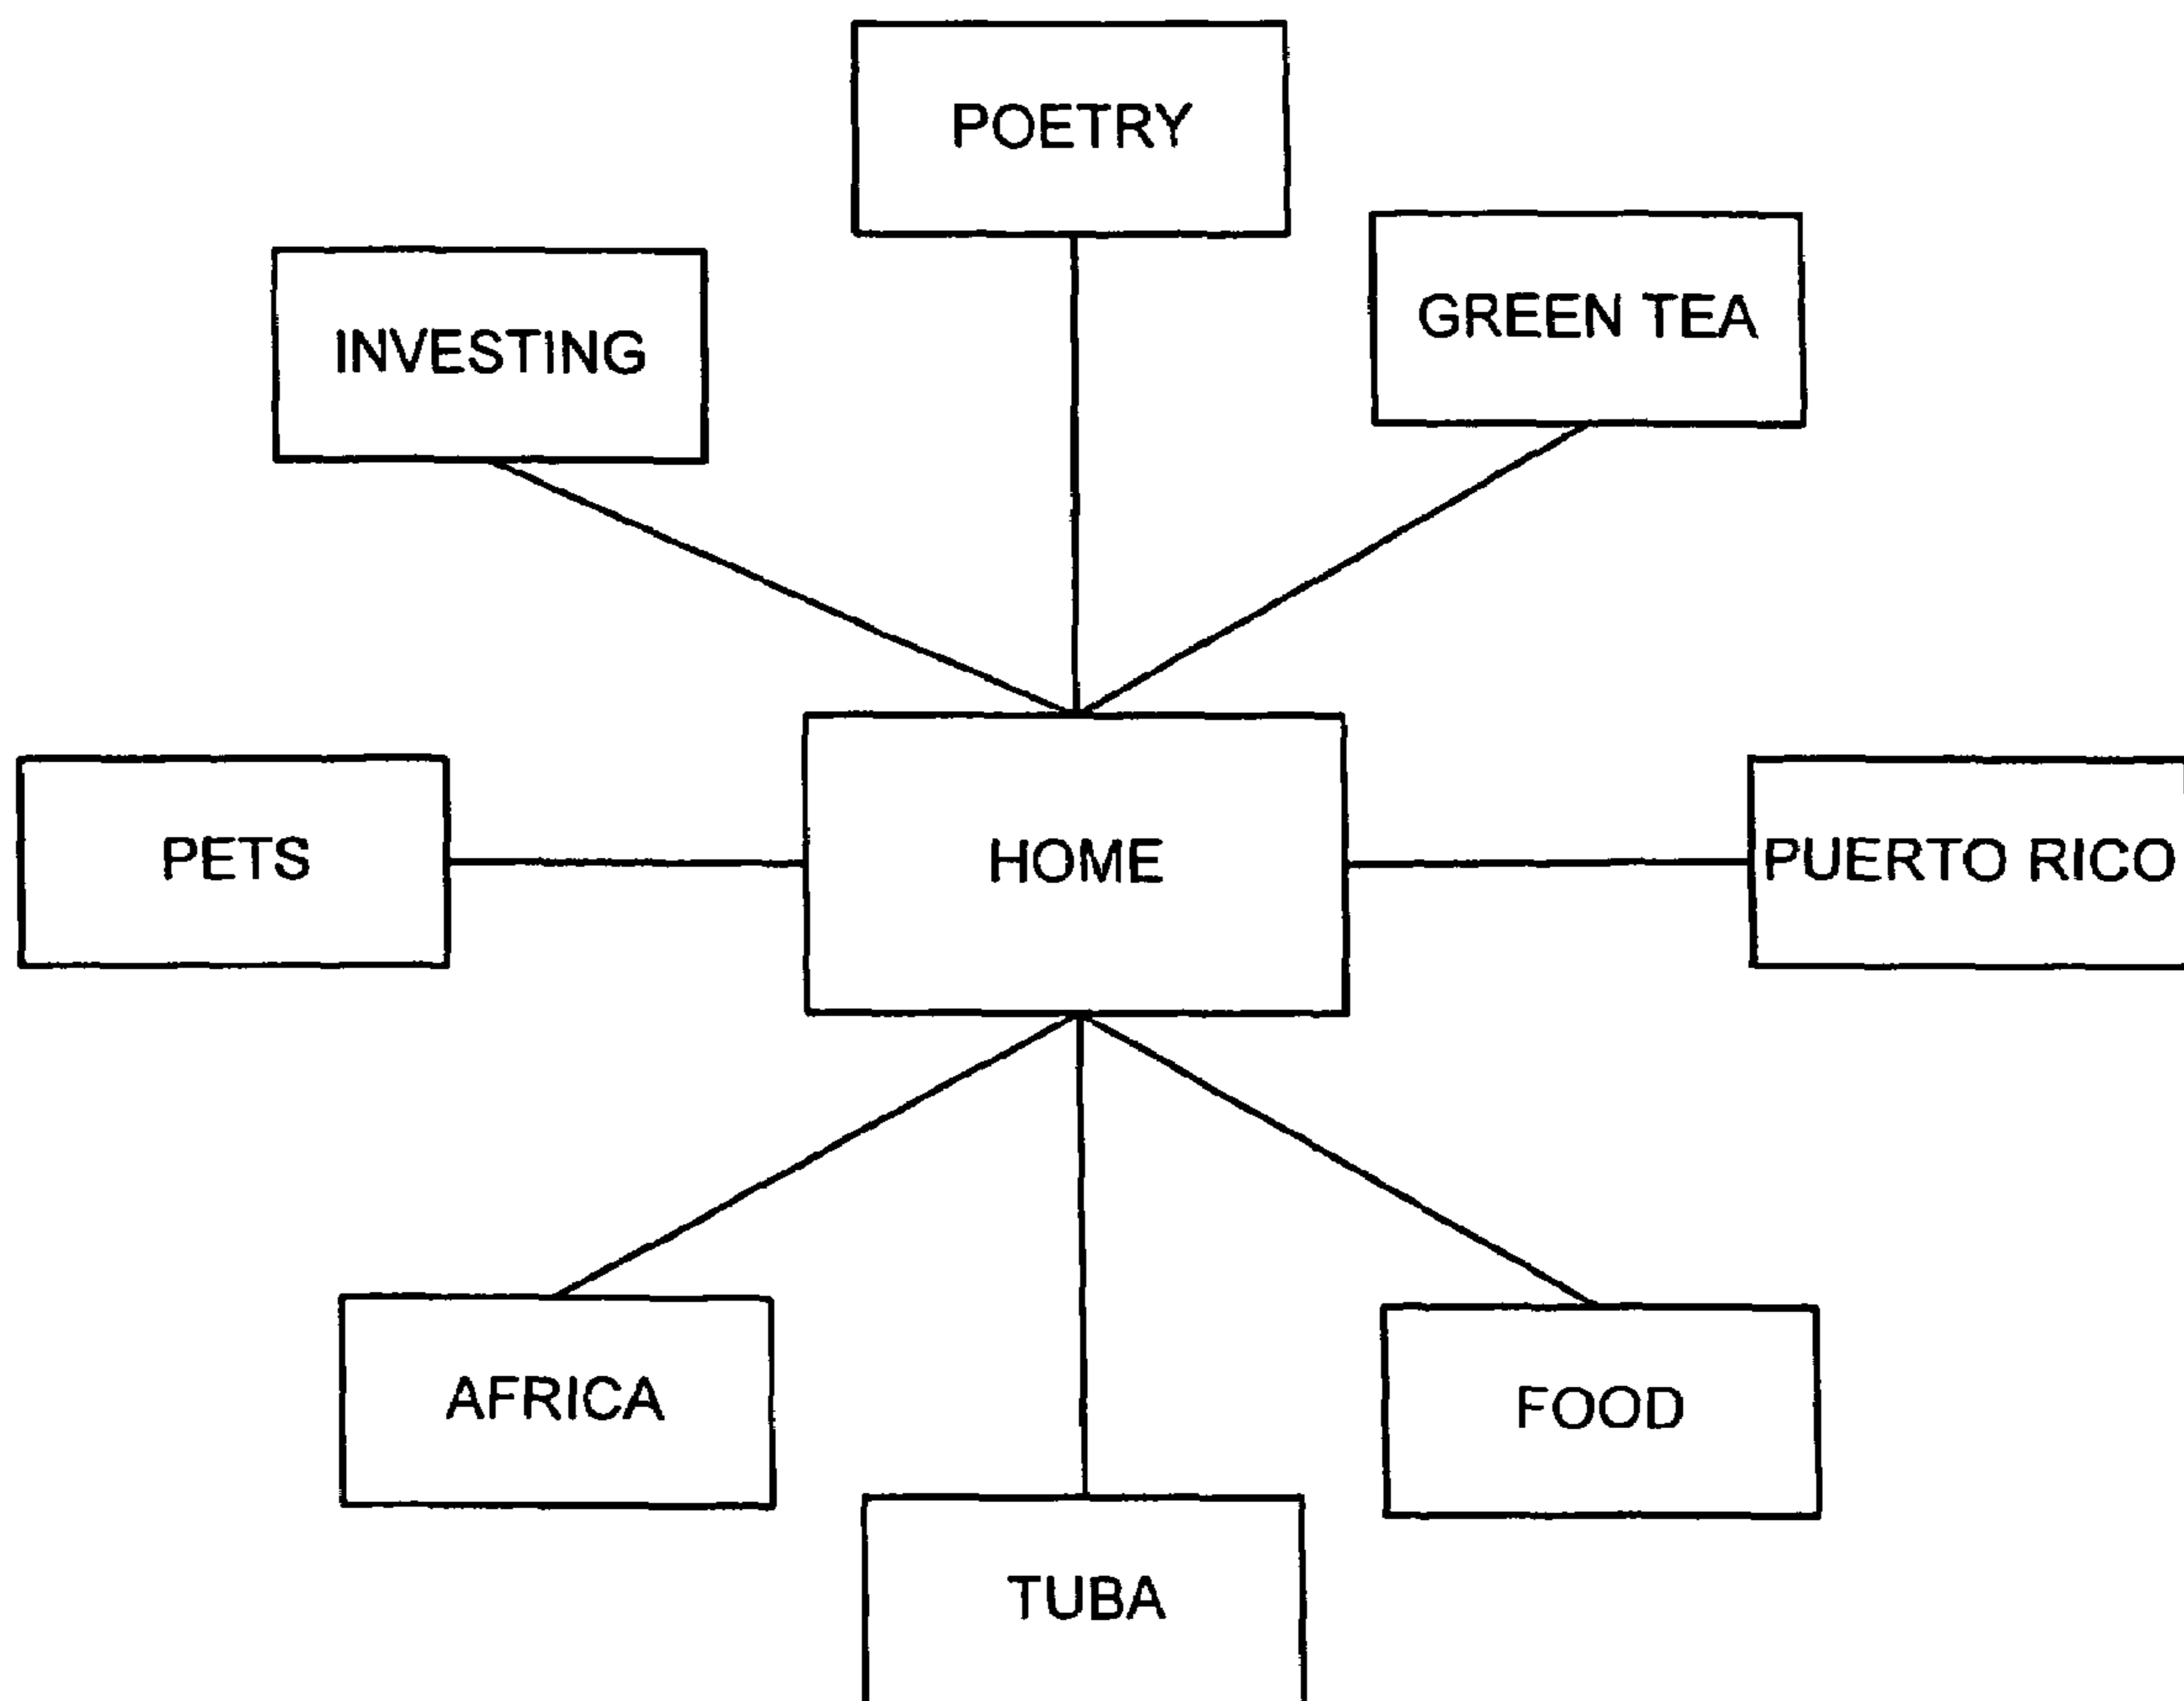 POETRY
GREEN TEA
INVESTING
PETS
HOME
PUERTO RICO
AFRICA
FOOD
TUBA